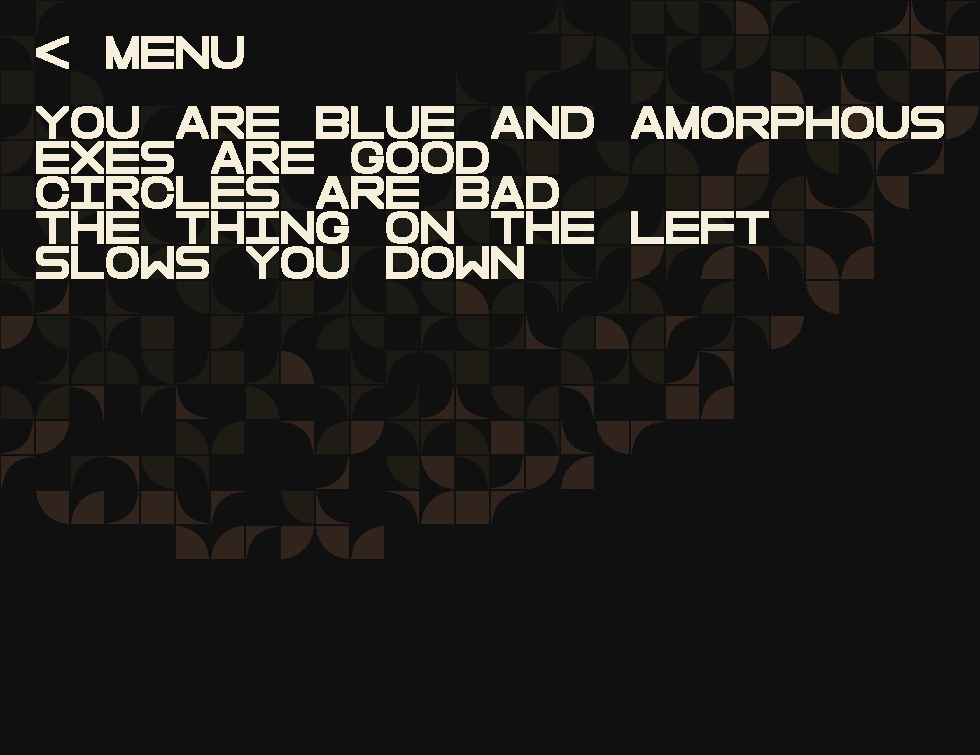 < MENU
YOU ARE BLUE AND AMORPHOUS
EXES ARE GOOD
CIRCLES ARE BAD
THE THING ON THE LEFT
SLOWS YOU DOWN